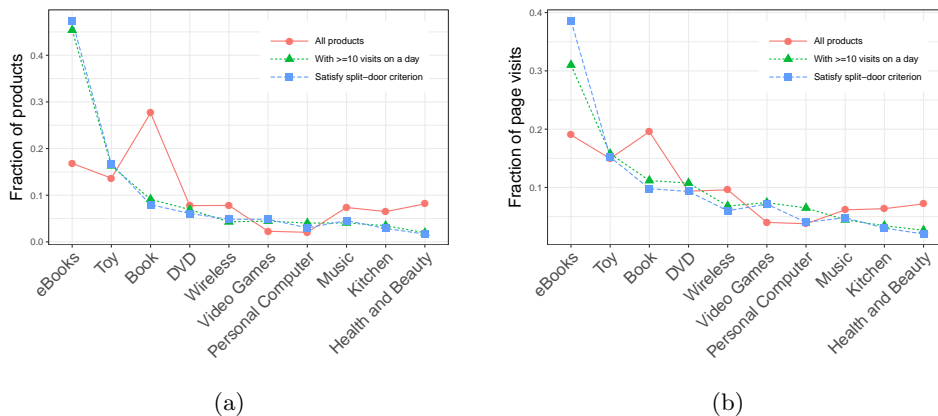 Fraction of products
0.4
0.3
0.2
0.1
0.0
All products
With >=10 visits on a day
Satisfy split−door criterion
eBooks
Toy
Book
DVD
Wireless
Video Games
Personal Computer
Music
Kitchen
Health and Beauty
(a)
Fraction of page visits
0.4
0.3
0.2
0.1
All products
With >=10 visits on a day
Satisfy split−door criterion
eBooks
Toy
Book
DVD
Wireless
Video Games
Personal Computer
Music
Kitchen
Health and Beauty
(b)